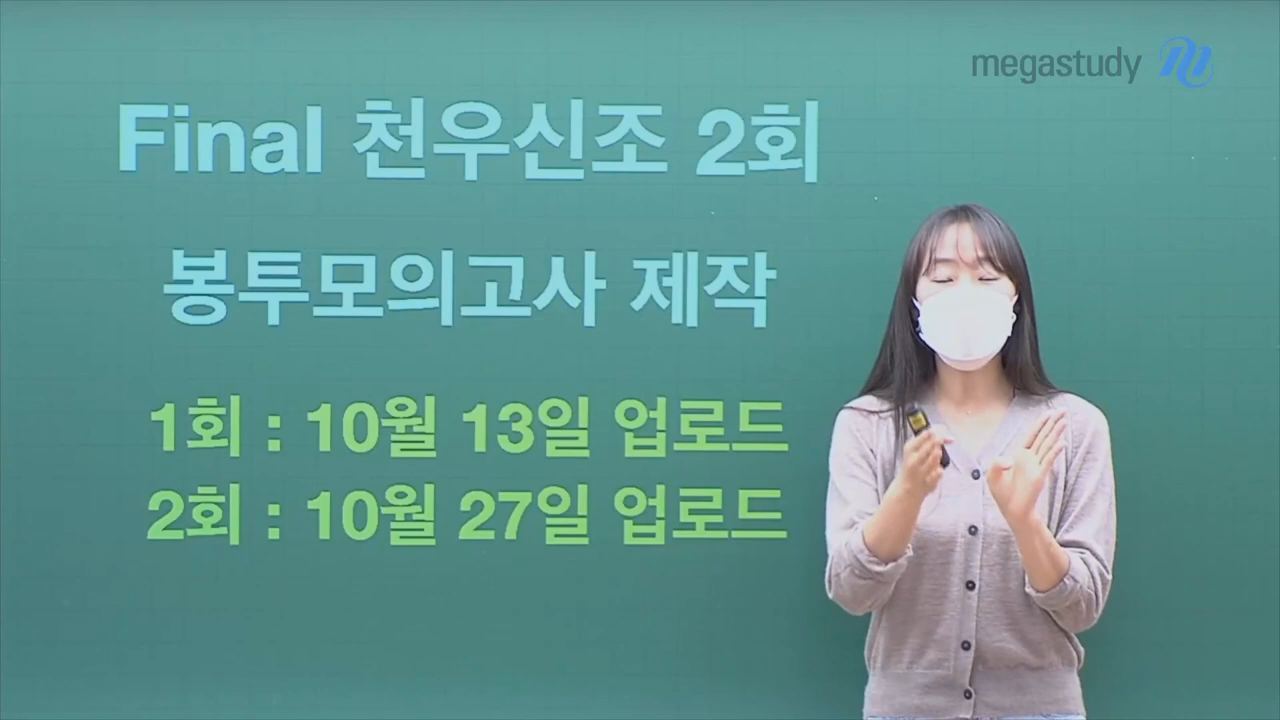 megastudy
Final 천우신조 2회
봉투모의고사 제작
1회 : 10월 13일 업로드
2회 : 10월 27일 업로드